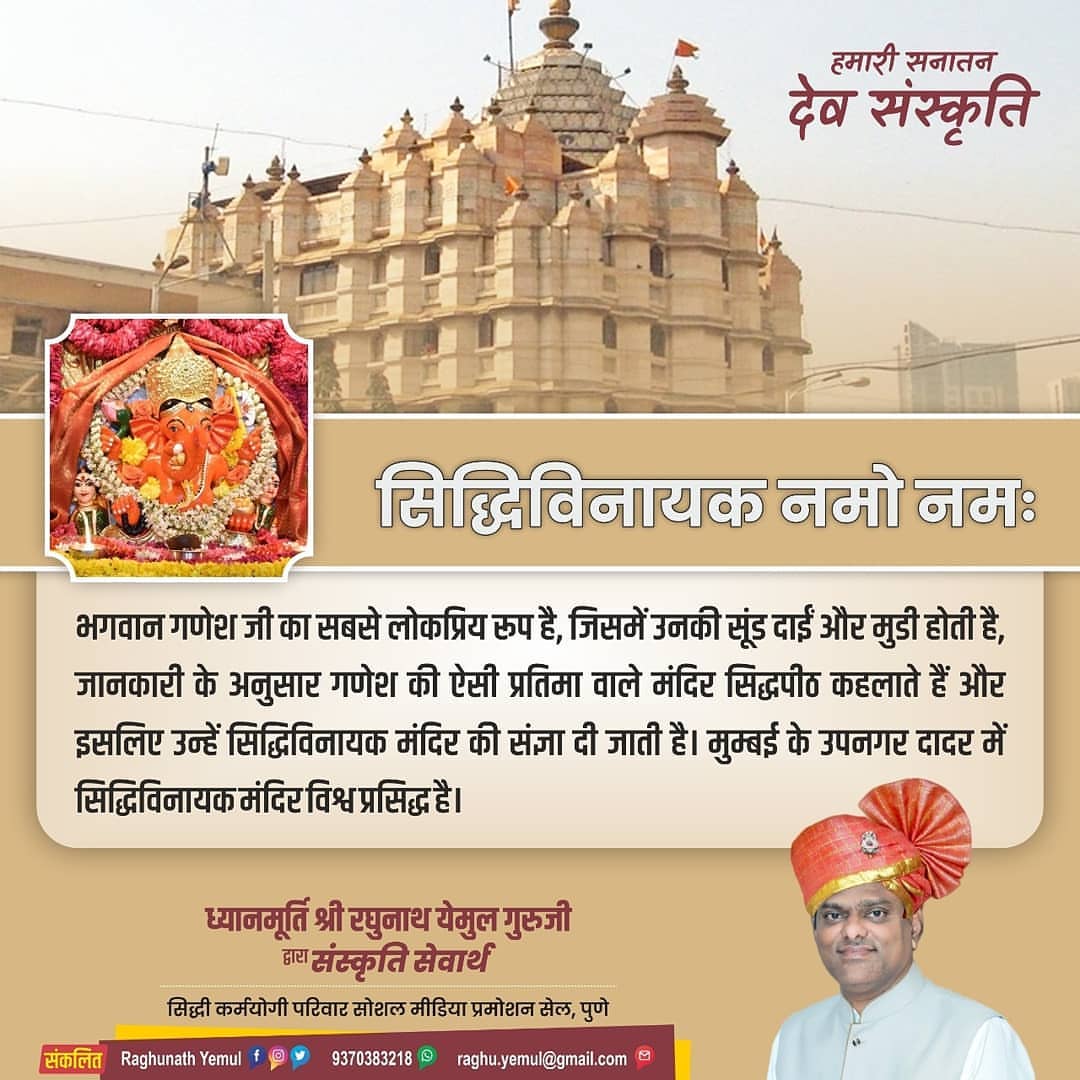 हमारी सनातन
देव संस्कृति
सिद्धिविनायक नमो नमः
भगवान गणेश जी का सबसे लोकप्रिय रूप है, जिसमें उनकी सूंड दाईं और मुडी होती है,
जानकारी के अनुसार गणेश की ऐसी प्रतिमा वाले मंदिर सिद्धपीठ कहलाते हैं और
इसलिए उन्हें सिद्धिविनायक मंदिर की संज्ञा दी जाती है। मुम्बई के उपनगर दादर में
सिद्धिविनायक मंदिर विश्व प्रसिद्ध है।
ध्यानमूर्ति श्री रघुनाथ येमुल गुरुजी
द्वारा संस्कृति सेवार्थ
सिद्धी कर्मयोगी परिवार सोशल मीडिया प्रमोशन सेल, पुणे
संकलित Raghunath Yemul 9370383218 raghu.yemul@gmail.com